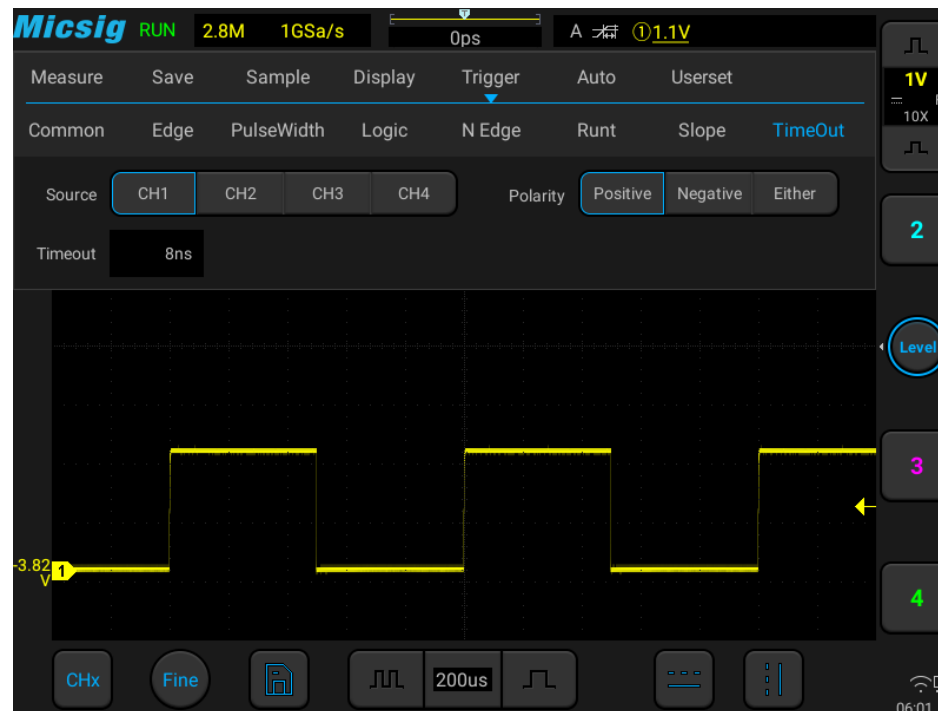 Micsig RUN 2.8M 1GSa/s T 0ps A ①1.1V
Measure Save Sample Display Trigger Auto Userset
1V
10X
Common Edge PulseWidth Logic N Edge Runt Slope TimeOut
Source CH1 CH2 CH3 CH4 Polarity Positive Negative Either
2
Timeout 8ns
Level
3
-3.82
V
1
4
CHx Fine 200us
06:01